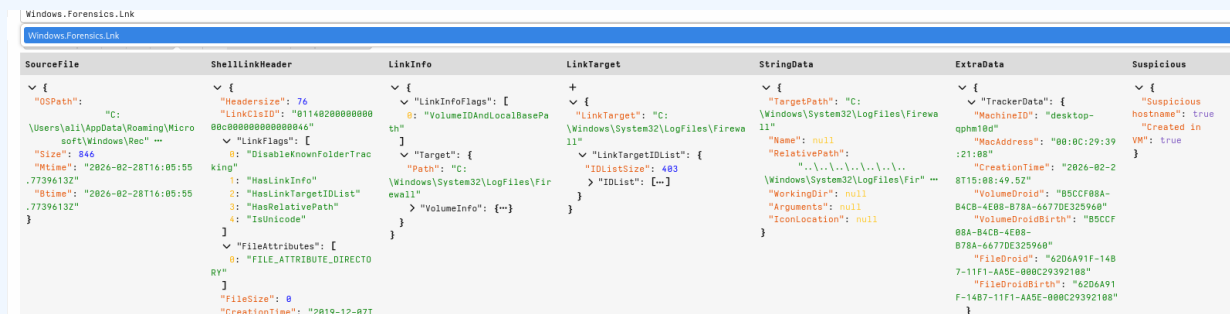 Windows.Forensics.Lnk
Windows.Forensics.Lnk
SourceFile
ShellLinkHeader
LinkInfo
LinkTarget
StringData
ExtraData
Suspicious
{
"OSPath":
"C:
\Users\ali\AppData\Roaming\Micro
soft\Windows\Rec" ⋯
"Size": 846
"Mtime": "2026-02-28T16:05:55
.7739613Z"
"Btime": "2026-02-28T16:05:55
.7739613Z"
}
{
"Headersize": 76
"LinkClsID": "01140200000000
00c000000000000046"
"LinkFlags": [
0: "DisableKnownFolderTrac
king"
1: "HasLinkInfo"
2: "HasLinkTargetIDList"
3: "HasRelativePath"
4: "IsUnicode"
]
"FileAttributes": [
0: "FILE_ATTRIBUTE_DIRECTO
RY"
]
"FileSize": 0
"CreationTime": "2019-12-07T
{
"LinkInfoFlags": [
0: "VolumeIDAndLocalBasePa
th"
]
"Target": {
"Path": "C:
\Windows\System32\LogFiles\Fir
ewall"
"VolumeInfo": {⋯}
}
}
+
{
"LinkTarget": "C:
\Windows\System32\LogFiles\Firewa
ll"
"LinkTargetIDList": {
"IDListSize": 403
"IDList": [⋯]
}
}
{
"TargetPath": "C:
\Windows\System32\LogFiles\Firewa
ll"
"Name": null
"RelativePath":
"..\..\..\..\..\..
\Windows\System32\LogFiles\Fir" ⋯
"WorkingDir": null
"Arguments": null
"IconLocation": null
}
{
"TrackerData": {
"MachineID": "desktop-
qphm10d"
"MacAddress": "00:0C:29:39
:21:08"
"CreationTime": "2026-02-2
8T15:08:49.5Z"
"VolumeDroid": "B5CCF08A-
B4CB-4E08-B78A-6677DE325960"
"VolumeDroidBirth": "B5CCF
08A-B4CB-4E08-
B78A-6677DE325960"
"FileDroid": "62D6A91F-14B
7-11F1-AA5E-000C29392108"
"FileDroidBirth": "62D6A91
F-14B7-11F1-AA5E-000C29392108"
}
{
"Suspicious
hostname": true
"Created in
VM": true
}